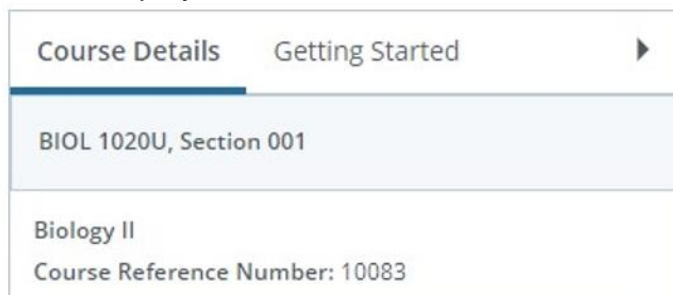 Course Details Getting Started
BIOL 1020U, Section 001
Biology II
Course Reference Number: 10083